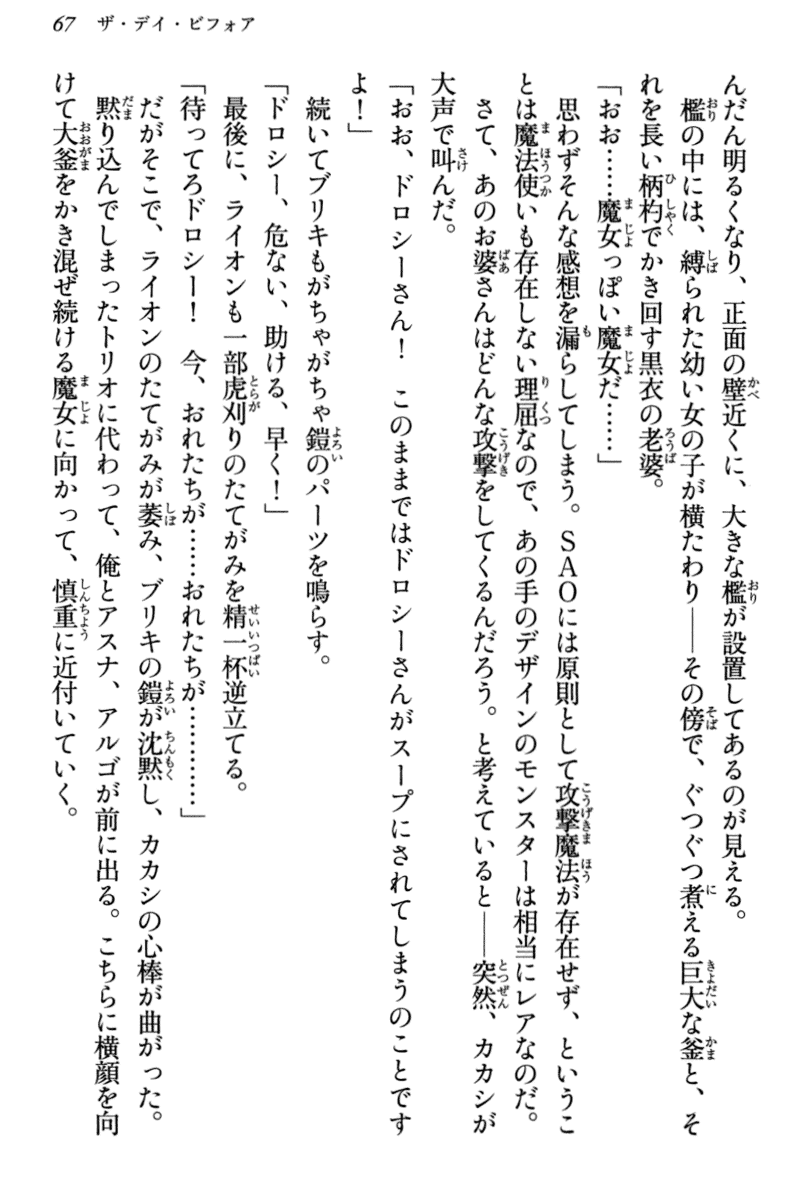 67 ザ・デイ・ビフォア
んだん明るくなり、正面の壁近くに、大きな檻が設置してあるのが見える。
　檻の中には、縛られた幼い女の子が横たわり――その傍で、ぐつぐつ煮える巨大な釜と、そ
れを長い柄杓でかき回す黒衣の老婆。
「おお……魔女っぽい魔女だ……」
　思わずそんな感想を漏らしてしまう。ＳＡＯには原則として攻撃魔法が存在せず、というこ
とは魔法使いも存在しない理屈なので、あの手のデザインのモンスターは相当にレアなのだ。
　さて、あのお婆さんはどんな攻撃をしてくるんだろう。と考えていると――突然、カカシが
大声で叫んだ。
「おお、ドロシーさん！　このままではドロシーさんがスープにされてしまうのことです
よ！」
　続いてブリキもがちゃがちゃ鎧のパーツを鳴らす。
「ドロシー、危ない、助ける、早く！」
　最後に、ライオンも一部虎刈りのたてがみを精一杯逆立てる。
「待ってろドロシー！　今、おれたちが……おれたちが…………」
　だがそこで、ライオンのたてがみが萎み、ブリキの鎧が沈黙し、カカシの心棒が曲がった。
　黙り込んでしまったトリオに代わって、俺とアスナ、アルゴが前に出る。こちらに横顔を向
けて大釜をかき混ぜ続ける魔女に向かって、慎重に近付いていく。